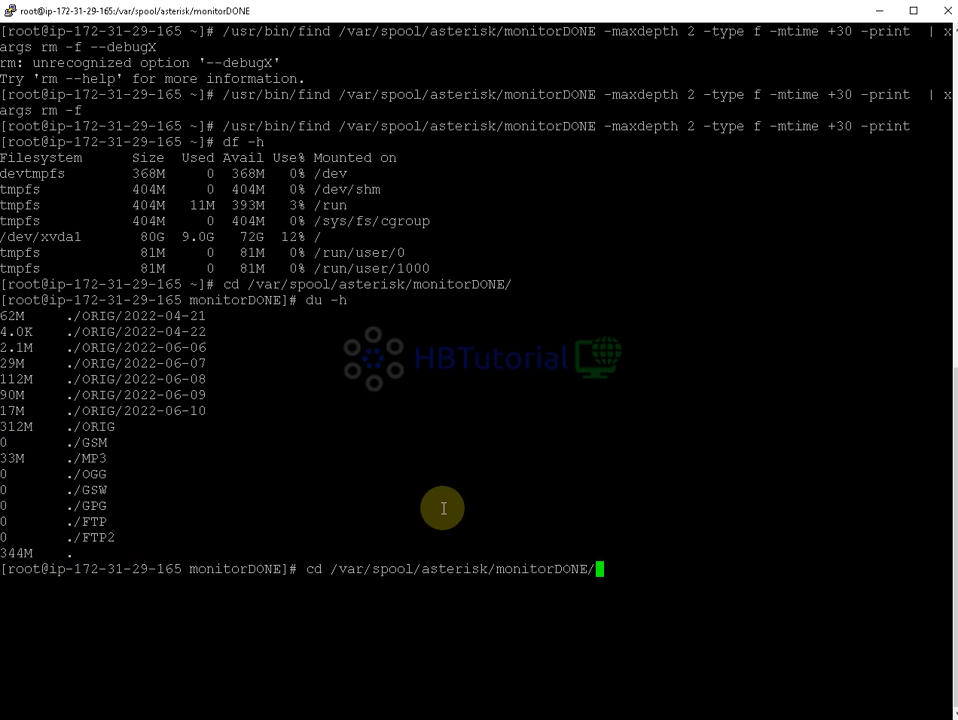 root@ip-172-31-29-165:/var/spool/asterisk/monitorDONE
[root@ip-172-31-29-165 ~]# /usr/bin/find /var/spool/asterisk/monitorDONE -maxdepth 2 -type f -mtime +30 -print  | x
args rm -f --debugX
rm: unrecognized option '--debugX'
Try 'rm --help' for more information.
[root@ip-172-31-29-165 ~]# /usr/bin/find /var/spool/asterisk/monitorDONE -maxdepth 2 -type f -mtime +30 -print  | x
args rm -f
[root@ip-172-31-29-165 ~]# /usr/bin/find /var/spool/asterisk/monitorDONE -maxdepth 2 -type f -mtime +30 -print
[root@ip-172-31-29-165 ~]# df -h
Filesystem      Size  Used Avail Use% Mounted on
devtmpfs        368M     0  368M   0% /dev
tmpfs           404M     0  404M   0% /dev/shm
tmpfs           404M   11M  393M   3% /run
tmpfs           404M     0  404M   0% /sys/fs/cgroup
/dev/xvda1       80G  9.0G   72G  12% /
tmpfs            81M     0   81M   0% /run/user/0
tmpfs            81M     0   81M   0% /run/user/1000
[root@ip-172-31-29-165 ~]# cd /var/spool/asterisk/monitorDONE/
[root@ip-172-31-29-165 monitorDONE]# du -h
62M     ./ORIG/2022-04-21
4.0K    ./ORIG/2022-04-22
2.1M    ./ORIG/2022-06-06
29M     ./ORIG/2022-06-07
112M    ./ORIG/2022-06-08
90M     ./ORIG/2022-06-09
17M     ./ORIG/2022-06-10
312M    ./ORIG
0       ./GSM
33M     ./MP3
0       ./OGG
0       ./GSW
0       ./GPG
0       ./FTP
0       ./FTP2
344M    .
[root@ip-172-31-29-165 monitorDONE]# cd /var/spool/asterisk/monitorDONE/
HBTutorial